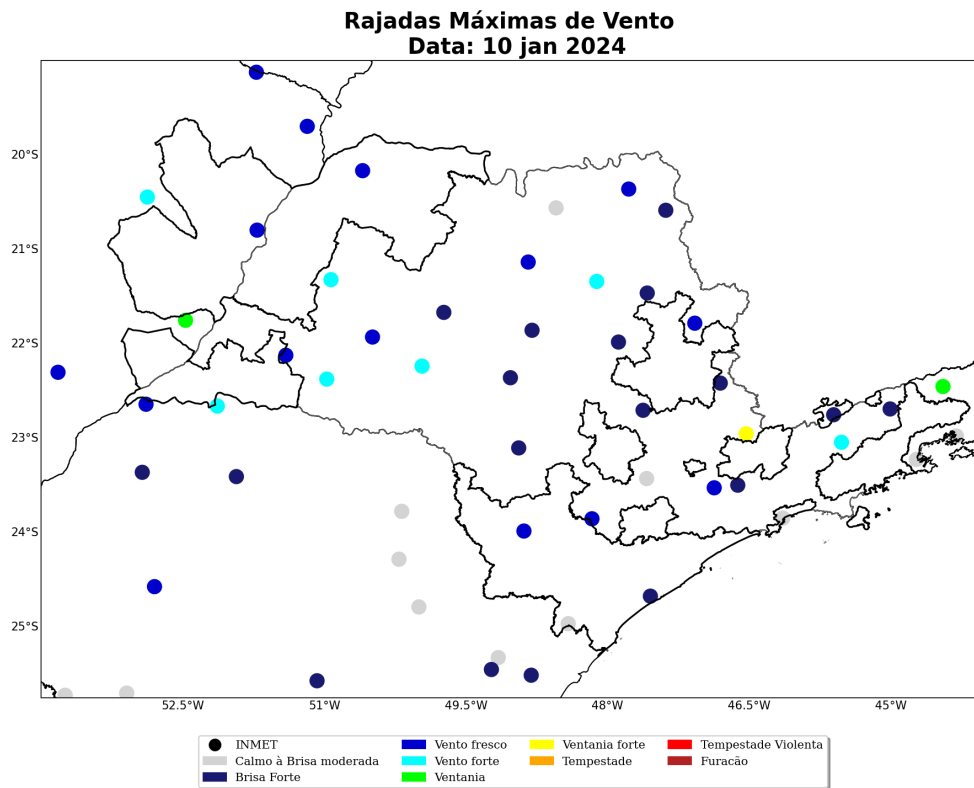 Rajadas Máximas de Vento
Data: 10 jan 2024
20°S
21°S
22°S
23°S
24°S
25°S
52.5°W
51°W
49.5°W
48°W
46.5°W
45°W
INMET
Calmo à Brisa moderada
Brisa Forte
Vento fresco
Vento forte
Ventania
Ventania forte
Tempestade
Tempestade Violenta
Furacão